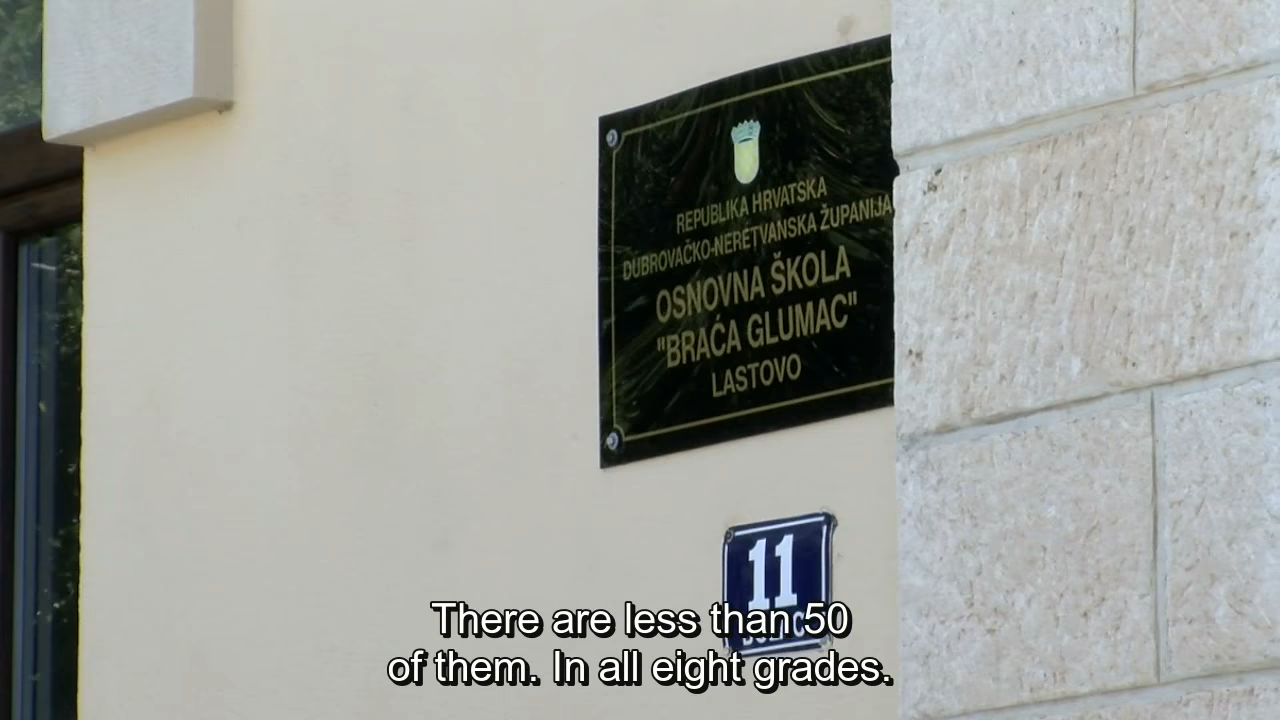 REPUBLIKA HRVATSKA
DUBROVAČKO-NERETVANSKA ŽUPANIJA
OSNOVNA ŠKOLA
"BRAĆA GLUMAC"
LASTOVO
11
There are less than 50
of them. In all eight grades.